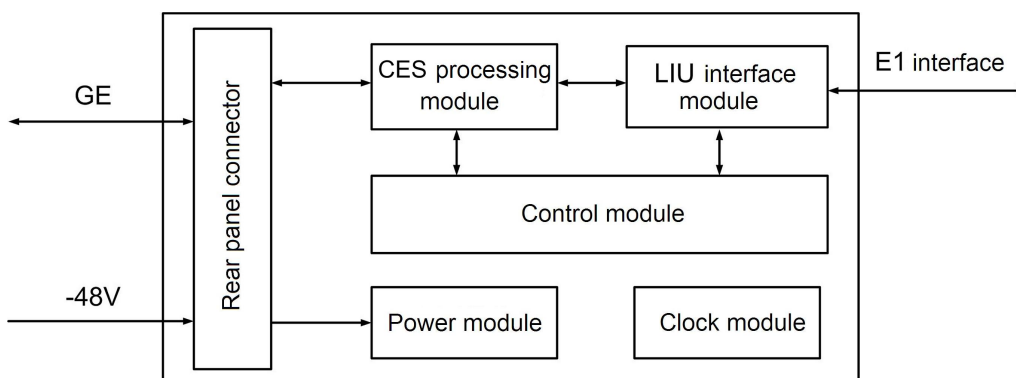 GE
-48V
Rear panel connector
CES processing
module
LIU interface
module
E1 interface
Control module
Power module
Clock module